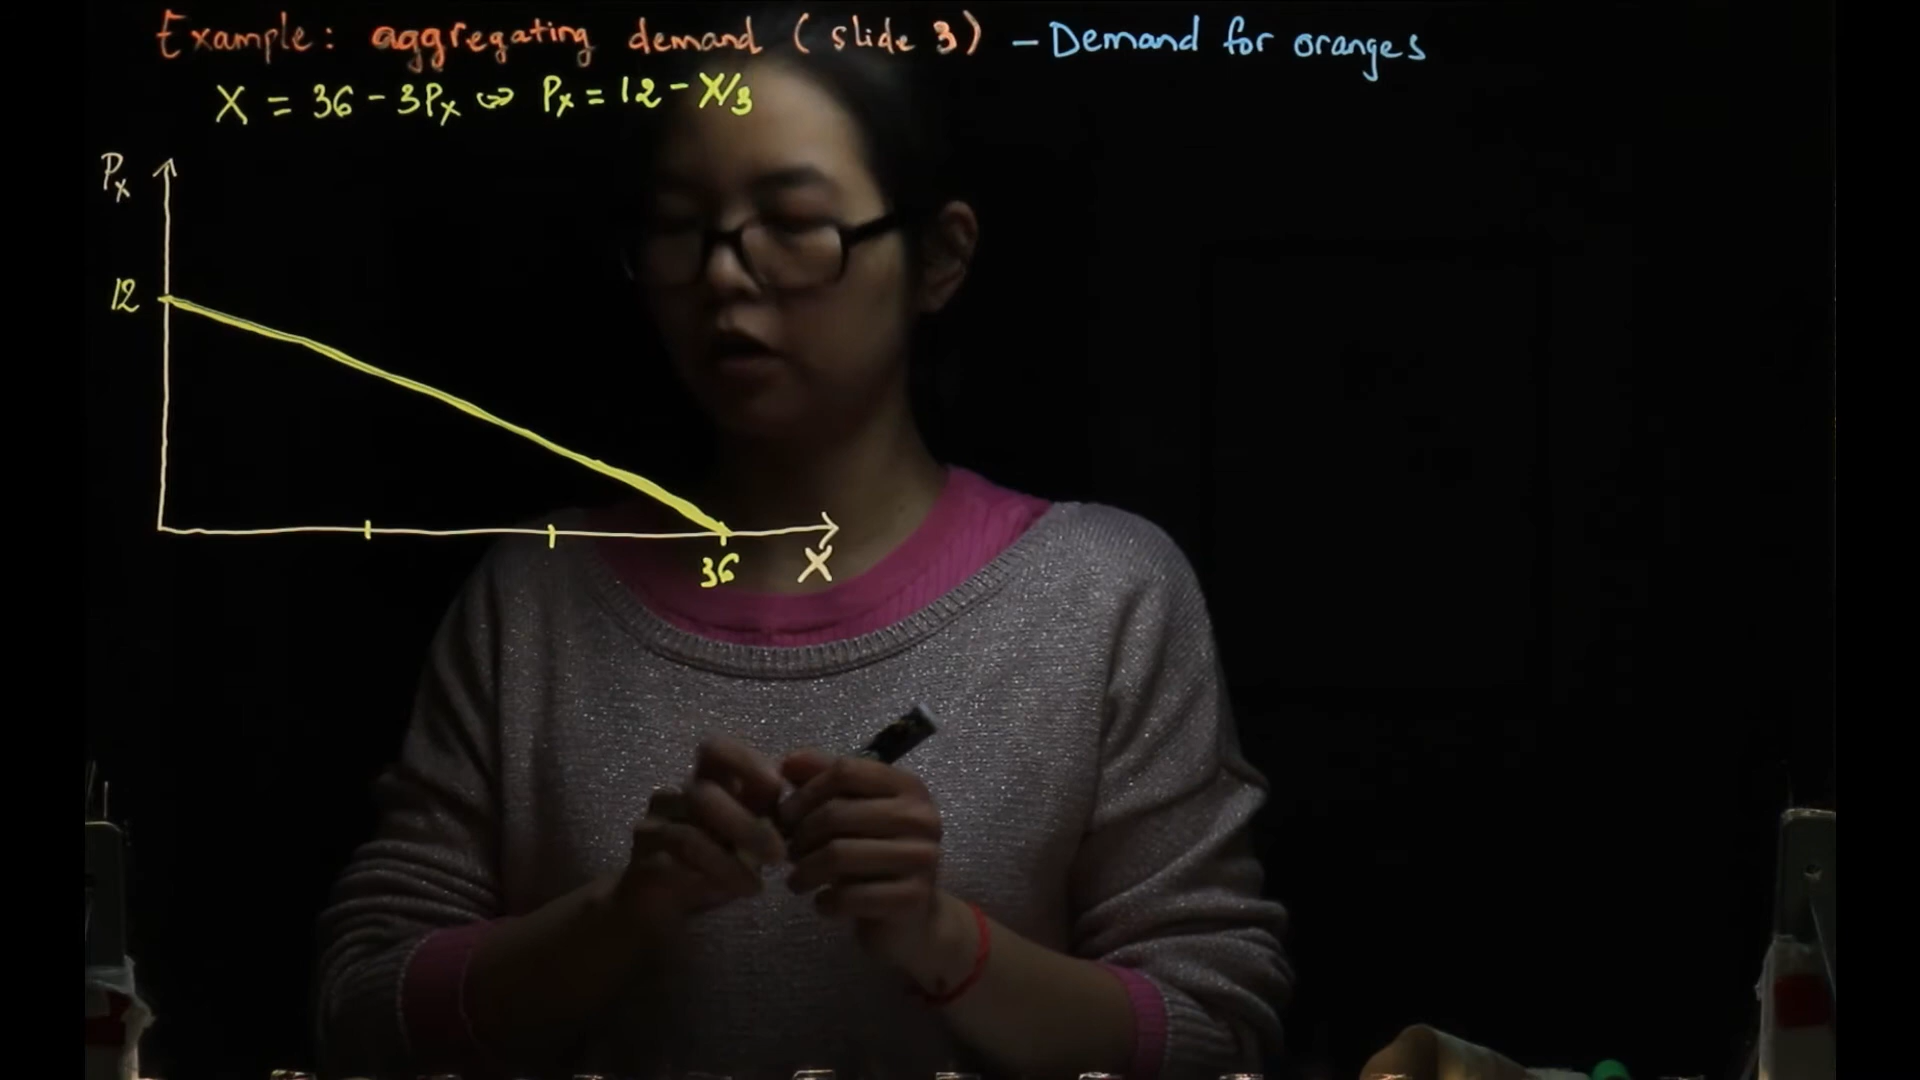 Example: aggregating demand (slide 3) – Demand for oranges
X = 36 - 3Px ⇔ Px = 12 - X/3
Px
12
36
X